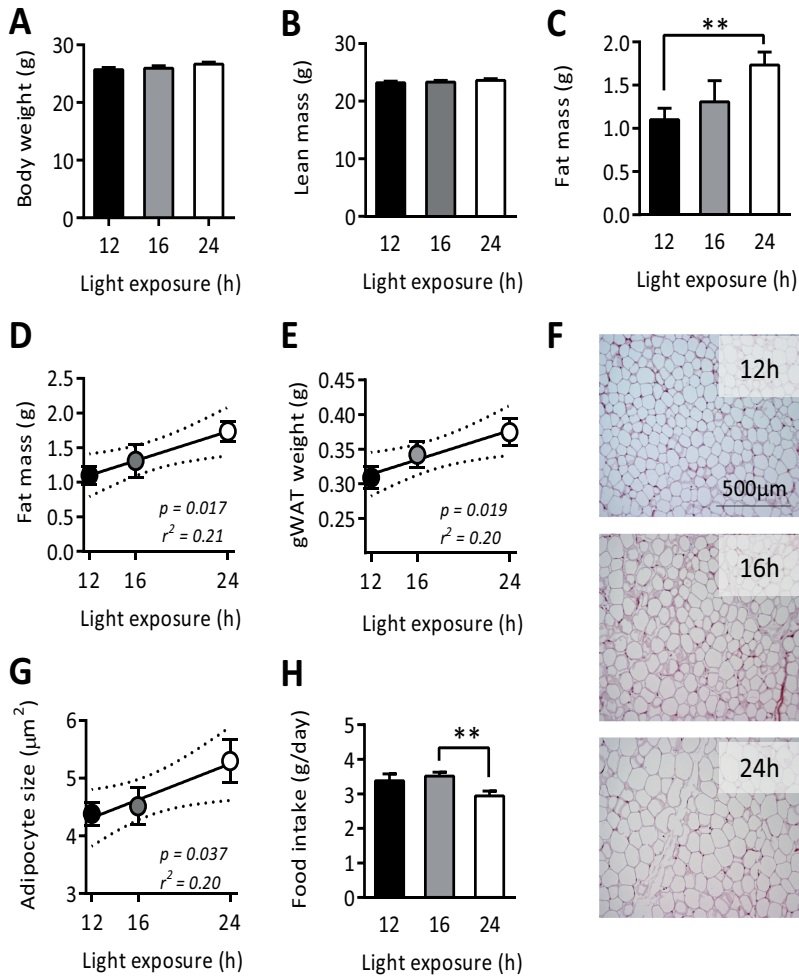 A
Body weight (g)
30
20
10
0
12 16 24
Light exposure (h)
B
Lean mass (g)
30
20
10
0
12 16 24
Light exposure (h)
C
Fat mass (g)
2.0
1.5
1.0
0.5
0.0
**
12 16 24
Light exposure (h)
D
Fat mass (g)
2.5
2.0
1.5
1.0
0.5
0.0
p = 0.017
r² = 0.21
12 16 24
Light exposure (h)
E
gWAT weight (g)
0.45
0.40
0.35
0.30
0.25
p = 0.019
r² = 0.20
12 16 24
Light exposure (h)
F
12h
500μm
16h
24h
G
Adipocyte size (μm²)
6
5
4
3
p = 0.037
r² = 0.20
12 16 24
Light exposure (h)
H
Food intake (g/day)
5
4
3
2
1
0
**
12 16 24
Light exposure (h)